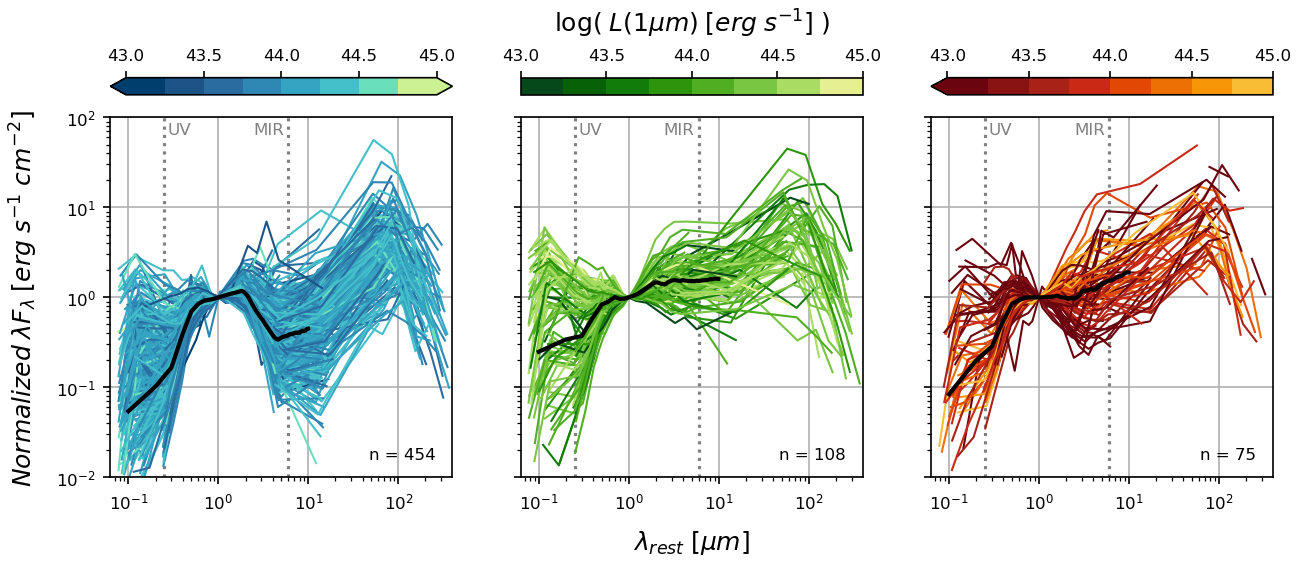 log( L(1μm) [erg s⁻¹] )
43.0 43.5 44.0 44.5 45.0
43.0 43.5 44.0 44.5 45.0
43.0 43.5 44.0 44.5 45.0
Normalized λF_λ [erg s⁻¹ cm⁻²]
10² 10¹ 10⁰ 10⁻¹ 10⁻²
UV MIR
UV MIR
UV MIR
n = 454
n = 108
n = 75
10⁻¹ 10⁰ 10¹ 10²
10⁻¹ 10⁰ 10¹ 10²
10⁻¹ 10⁰ 10¹ 10²
λ_rest [μm]